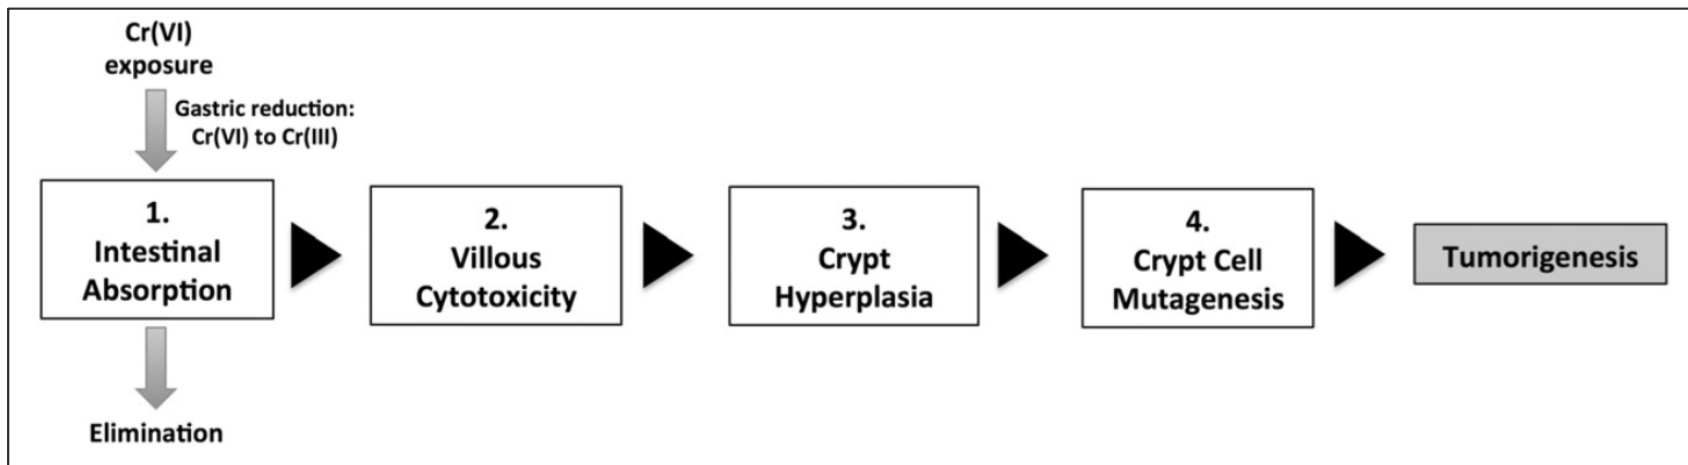 Cr(VI)
exposure
Gastric reduction:
Cr(VI) to Cr(III)
1.
Intestinal
Absorption
2.
Villous
Cytotoxicity
3.
Crypt
Hyperplasia
4.
Crypt Cell
Mutagenesis
Tumorigenesis
Elimination